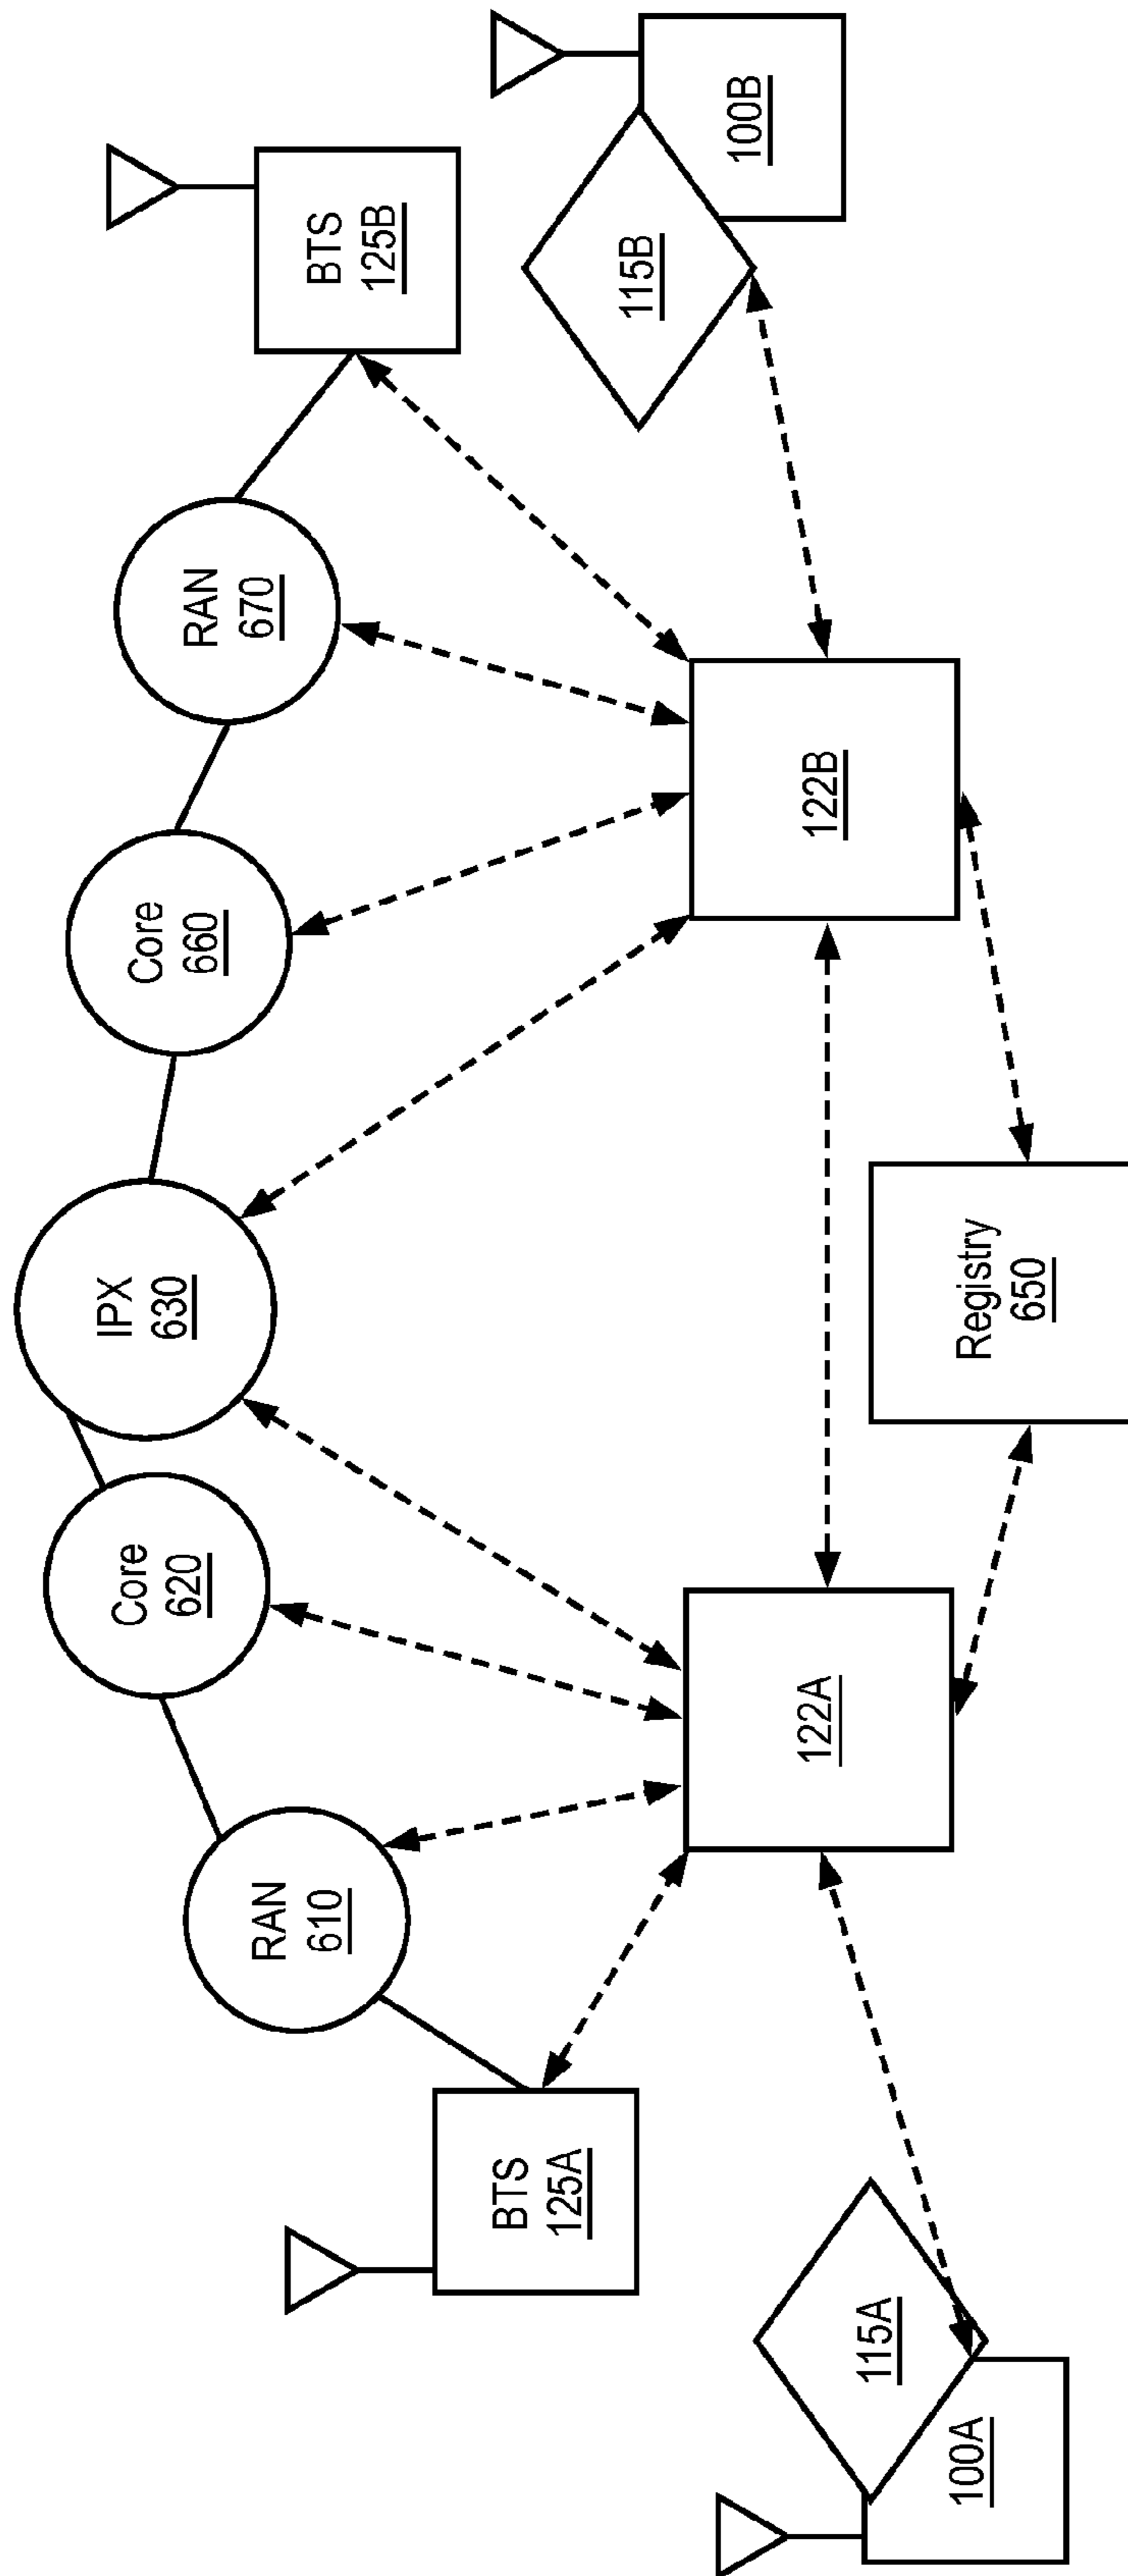 IPX
630
Core
620
Core
660
RAN
610
RAN
670
BTS
125A
BTS
125B
115A
100A
122A
122B
115B
100B
Registry
650